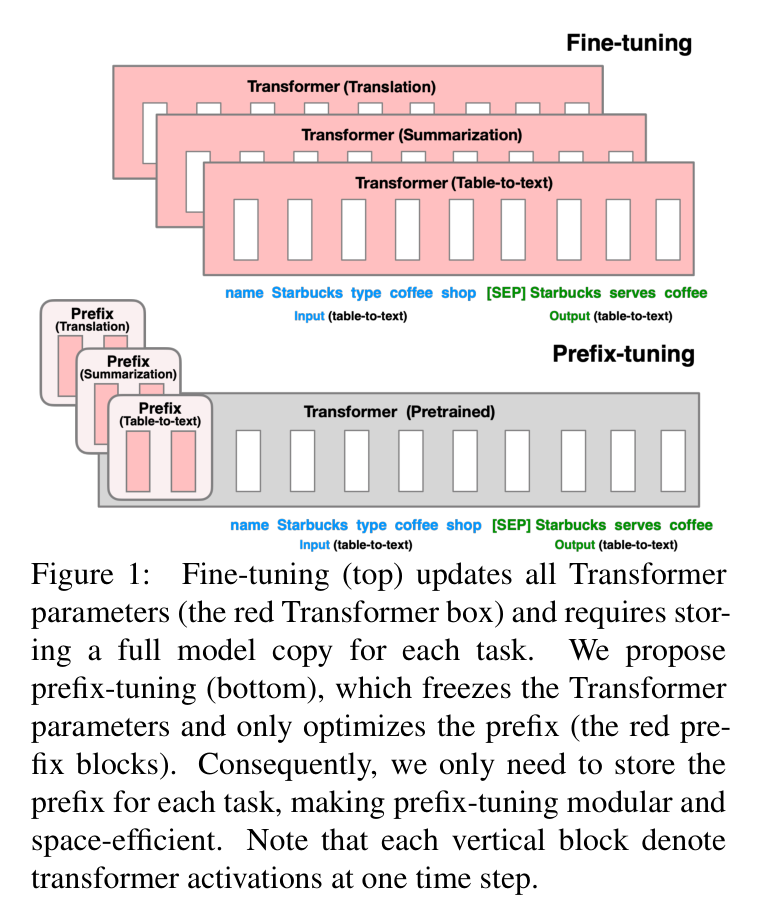 Fine-tuning
Transformer (Translation)
Transformer (Summarization)
Transformer (Table-to-text)
name Starbucks type coffee shop [SEP] Starbucks serves coffee
Input (table-to-text) Output (table-to-text)
Prefix-tuning
Prefix
(Translation)
Prefix
(Summarization)
Prefix
(Table-to-text)
Transformer (Pretrained)
name Starbucks type coffee shop [SEP] Starbucks serves coffee
Input (table-to-text) Output (table-to-text)
Figure 1: Fine-tuning (top) updates all Transformer
parameters (the red Transformer box) and requires stor-
ing a full model copy for each task. We propose
prefix-tuning (bottom), which freezes the Transformer
parameters and only optimizes the prefix (the red pre-
fix blocks). Consequently, we only need to store the
prefix for each task, making prefix-tuning modular and
space-efficient. Note that each vertical block denote
transformer activations at one time step.